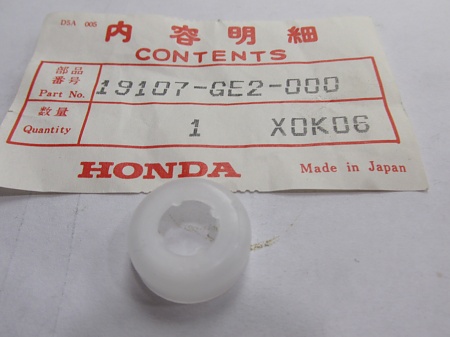 DSA 005
内容明細
CONTENTS
部品番号
Part No.
19107-GE2-000
数量
Quantity
1 X0K06
HONDA
Made in Japan